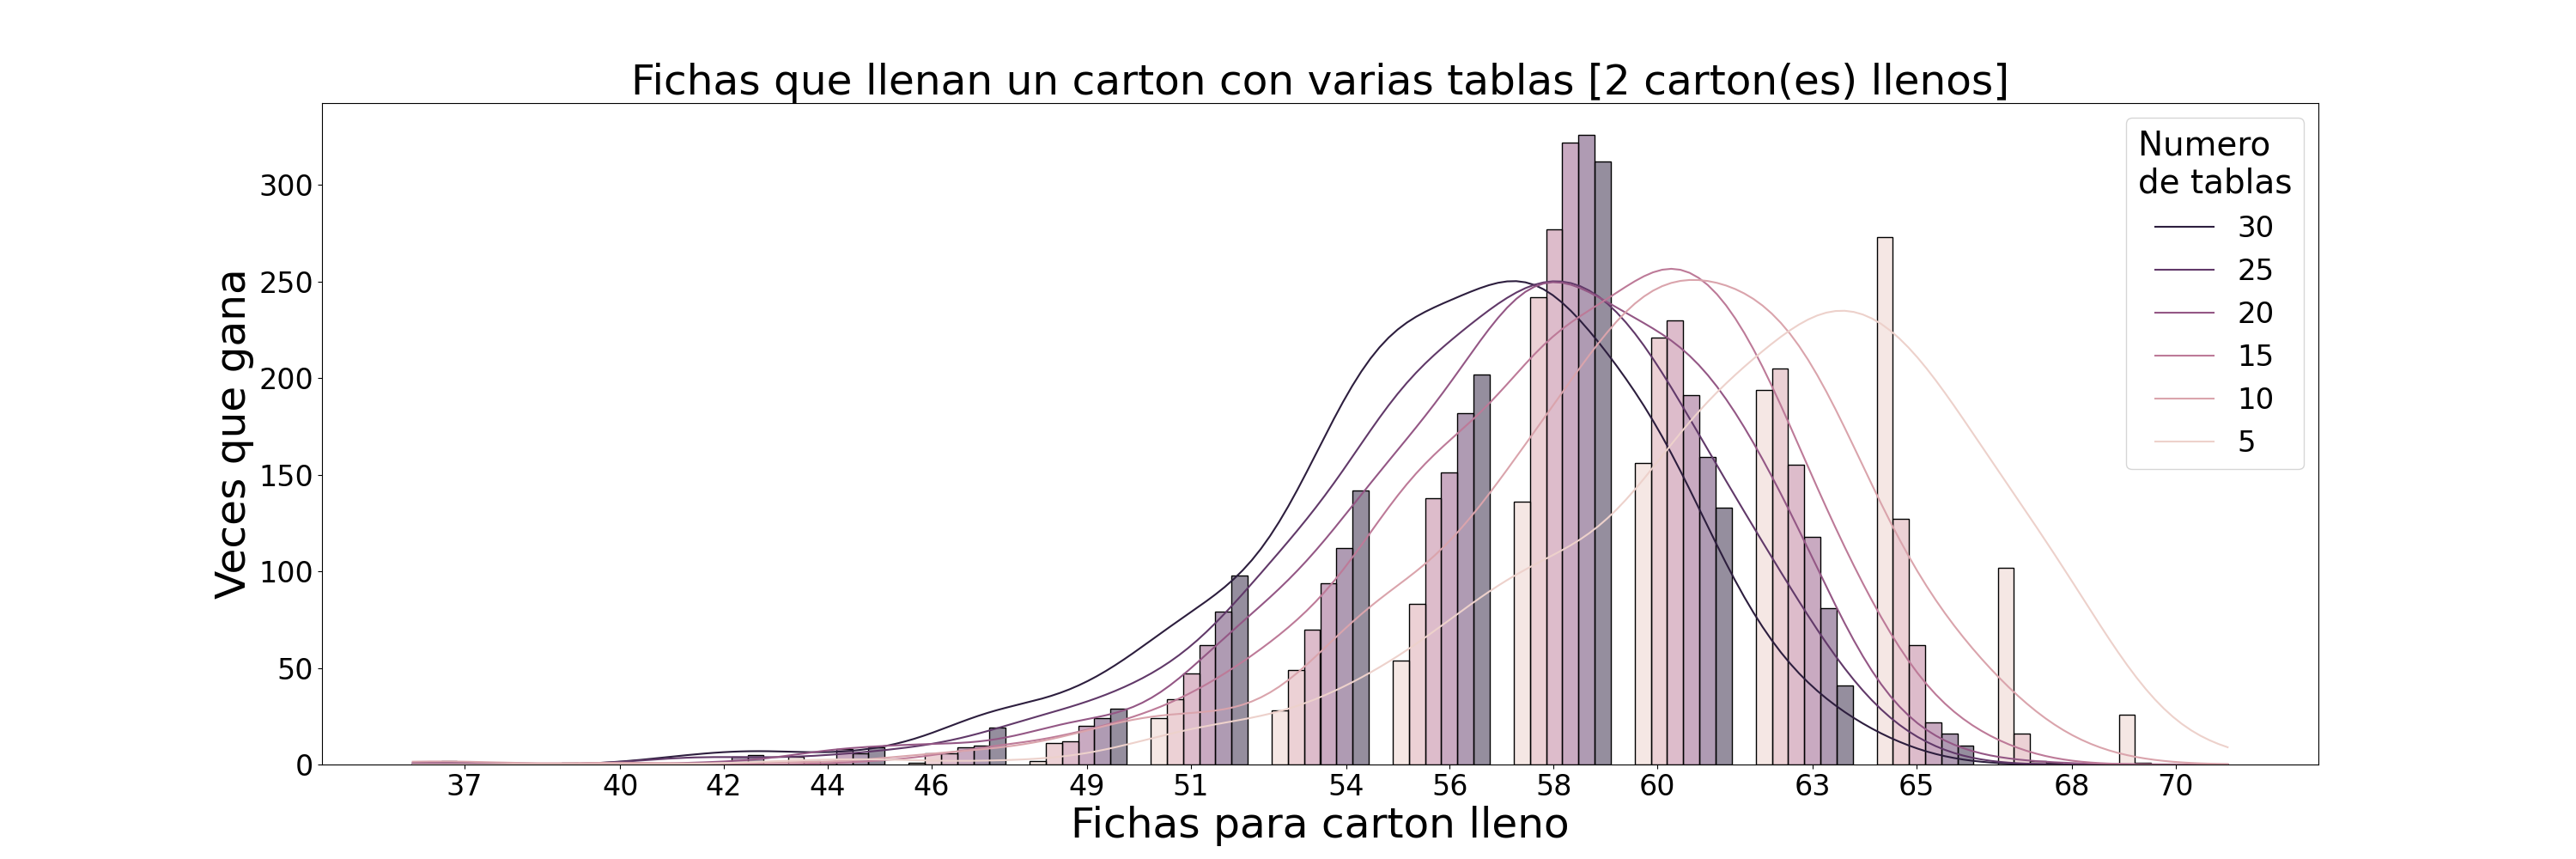 Fichas que llenan un carton con varias tablas [2 carton(es) llenos]
Veces que gana
300
250
200
150
100
50
0
Numero
de tablas
30
25
20
15
10
5
37 40 42 44 46 49 51 54 56 58 60 63 65 68 70
Fichas para carton lleno